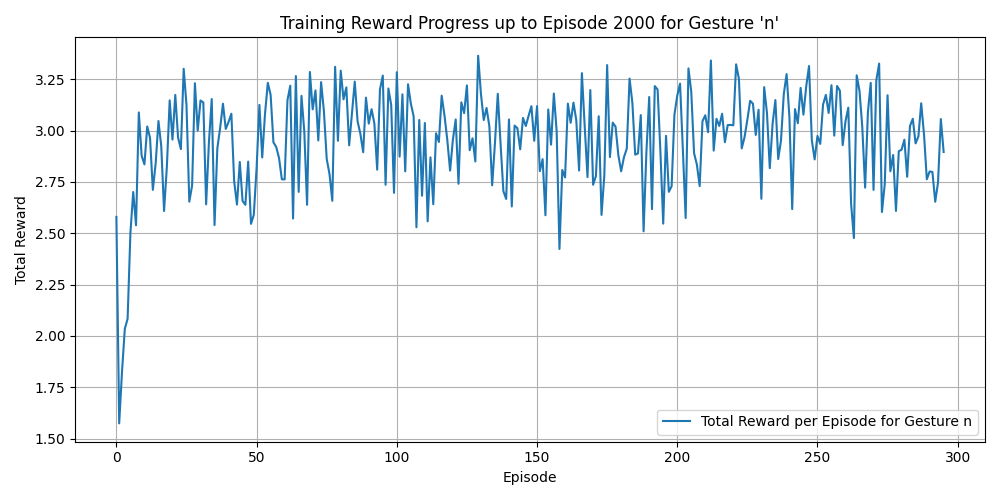 Training Reward Progress up to Episode 2000 for Gesture 'n'
Total Reward
3.25
3.00
2.75
2.50
2.25
2.00
1.75
1.50
0 50 100 150 200 250 300
Episode
Total Reward per Episode for Gesture n